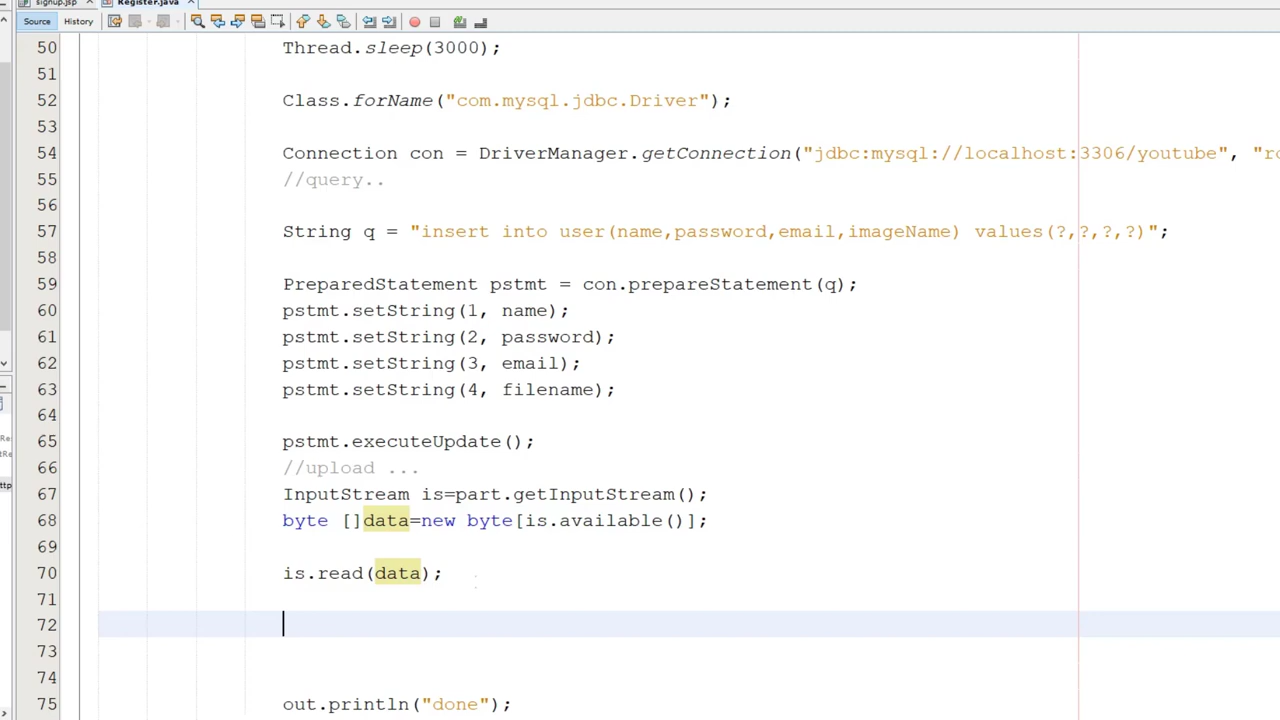 signup.jsp Register.java
Source History
50 Thread.sleep(3000);
51
52 Class.forName("com.mysql.jdbc.Driver");
53
54 Connection con = DriverManager.getConnection("jdbc:mysql://localhost:3306/youtube", "ro
55 //query..
56
57 String q = "insert into user(name,password,email,imageName) values(?,?,?,?)";
58
59 PreparedStatement pstmt = con.prepareStatement(q);
60 pstmt.setString(1, name);
61 pstmt.setString(2, password);
62 pstmt.setString(3, email);
63 pstmt.setString(4, filename);
64
65 pstmt.executeUpdate();
66 //upload ...
67 InputStream is=part.getInputStream();
68 byte []data=new byte[is.available()];
69
70 is.read(data);
71
72
73
74
75 out.println("done");